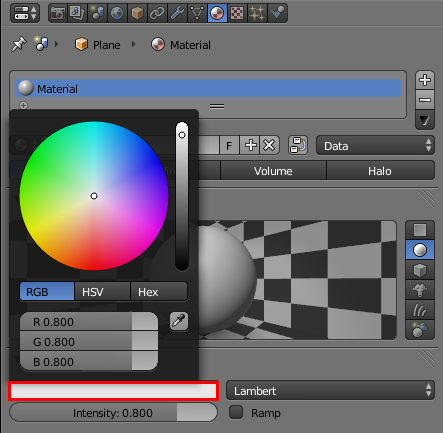 Plane Material
Material
F Data
Volume Halo
RGB HSV Hex
R 0.800
G 0.800
B 0.800
Lambert
Intensity: 0.800 Ramp